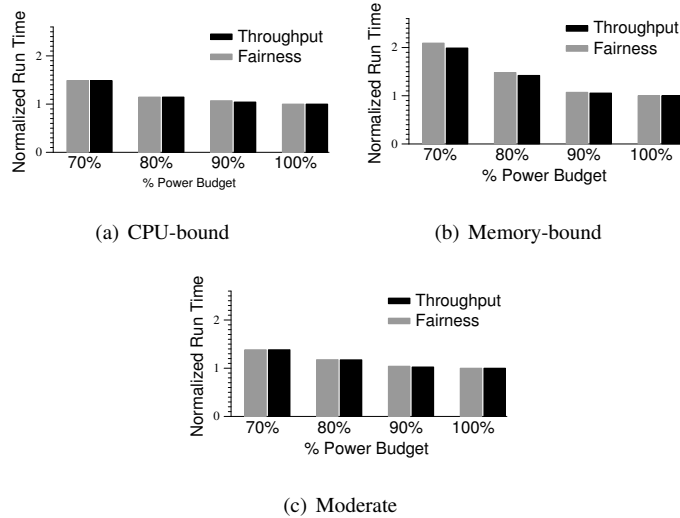 Normalized Run Time
2
1
0
Throughput
Fairness
70% 80% 90% 100%
% Power Budget
(a) CPU-bound
Normalized Run Time
2
1
0
Throughput
Fairness
70% 80% 90% 100%
% Power Budget
(b) Memory-bound
Normalized Run Time
2
1
0
Throughput
Fairness
70% 80% 90% 100%
% Power Budget
(c) Moderate